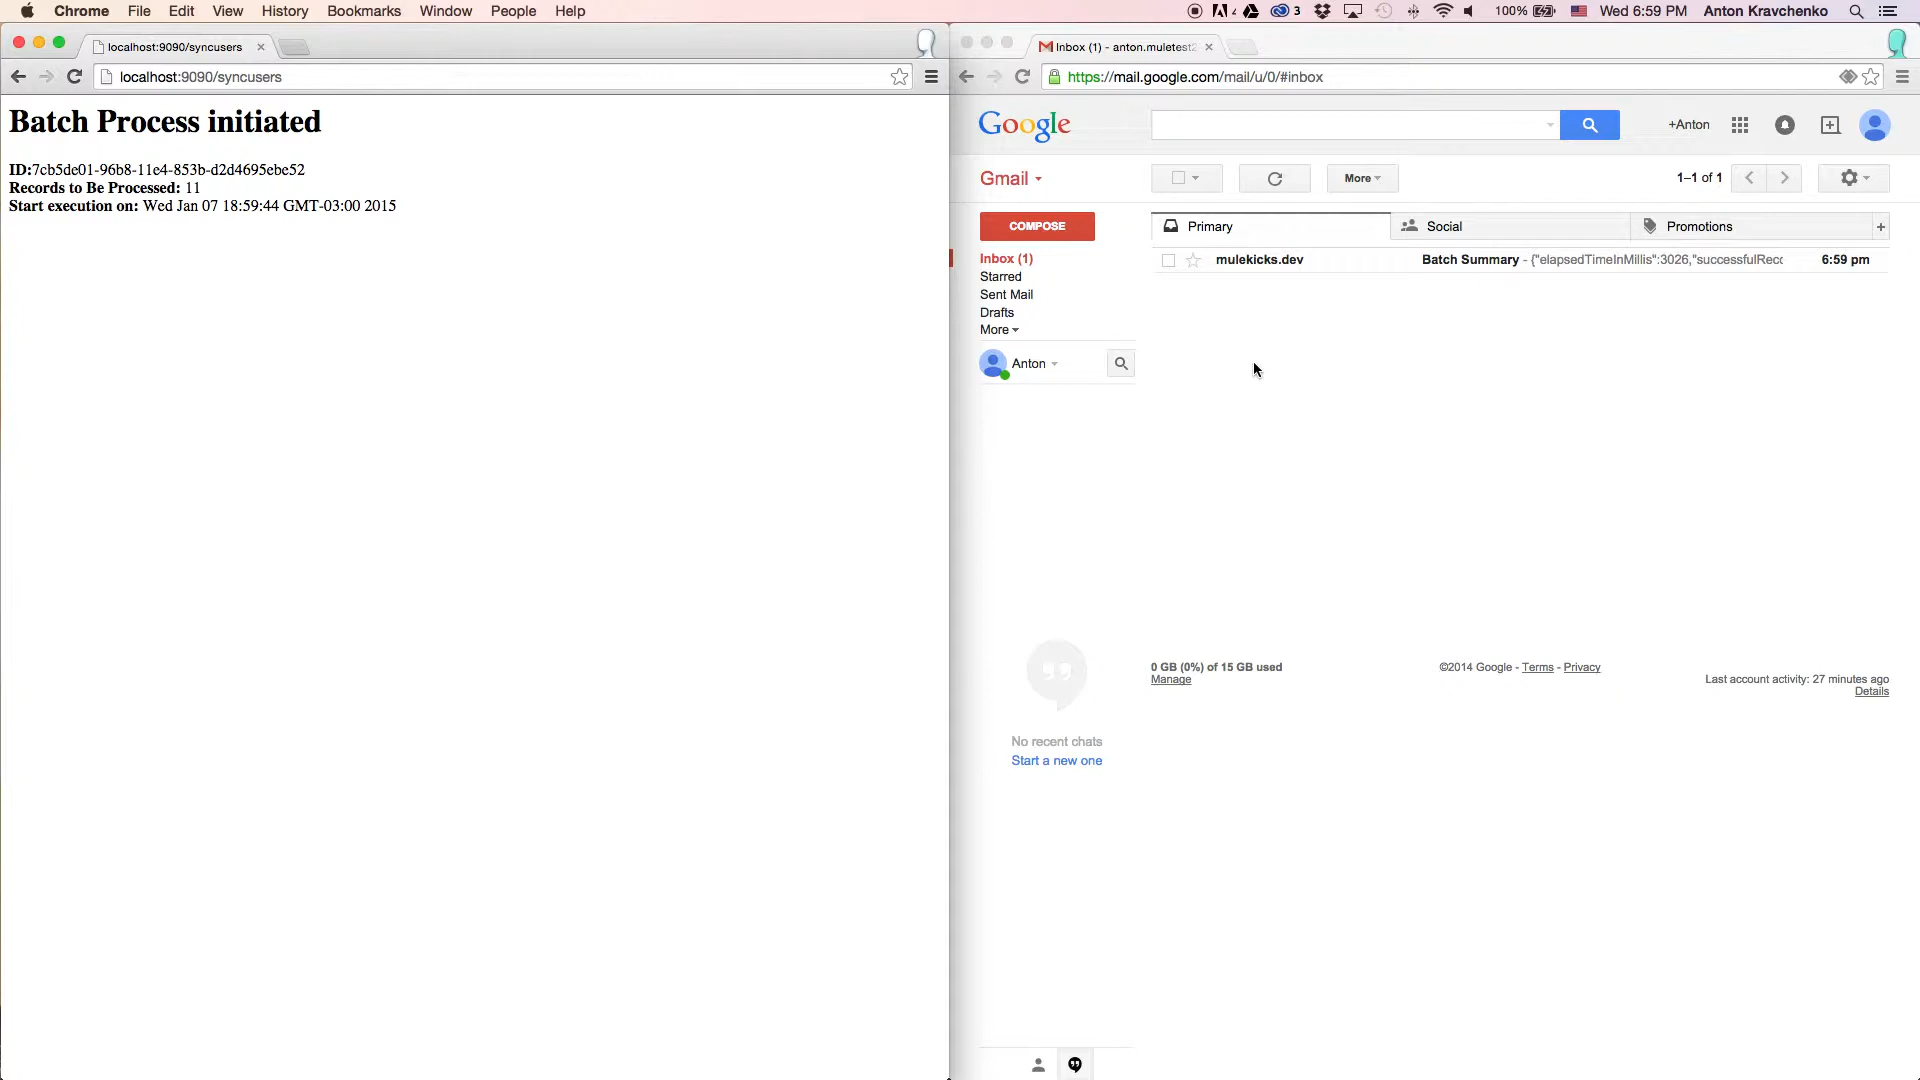 Chrome File Edit View History Bookmarks Window People Help
3 100% Wed 6:59 PM Anton Kravchenko
localhost:9090/syncusers
localhost:9090/syncusers
Batch Process initiated
ID:7cb5de01-96b8-11e4-853b-d2d4695ebe52
Records to Be Processed: 11
Start execution on: Wed Jan 07 18:59:44 GMT-03:00 2015
Inbox (1) - anton.muletest2
https://mail.google.com/mail/u/0/#inbox
Google
+Anton
Gmail
More
1–1 of 1
COMPOSE
Primary
Social
Promotions
+
Inbox (1)
Starred
Sent Mail
Drafts
More
mulekicks.dev
Batch Summary - {"elapsedTimeInMillis":3026,"successfulRecc
6:59 pm
Anton
0 GB (0%) of 15 GB used
Manage
©2014 Google - Terms - Privacy
Last account activity: 27 minutes ago
Details
No recent chats
Start a new one